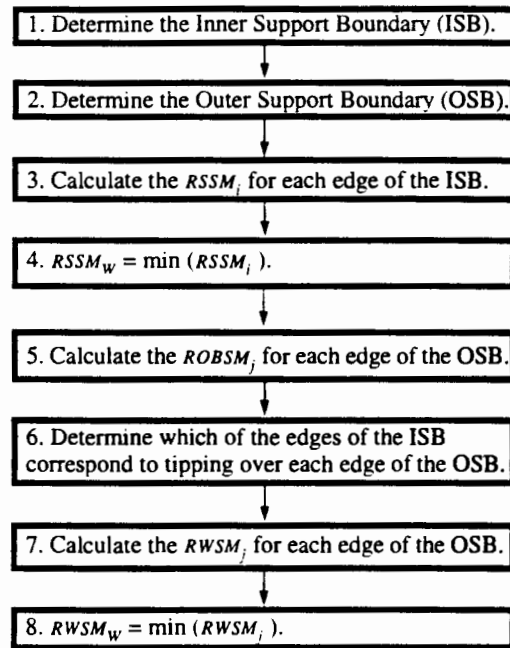 1. Determine the Inner Support Boundary (ISB).
2. Determine the Outer Support Boundary (OSB).
3. Calculate the RSSM_i for each edge of the ISB.
4. RSSM_W = min (RSSM_i ).
5. Calculate the ROBSM_j for each edge of the OSB.
6. Determine which of the edges of the ISB
correspond to tipping over each edge of the OSB.
7. Calculate the RWSM_j for each edge of the OSB.
8. RWSM_W = min (RWSM_j ).